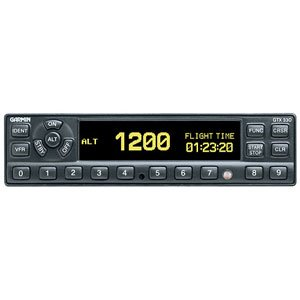 GARMIN
GTX 330
IDENT
ON
ALT
VFR
STBY
OFF
ALT
1200
FLIGHT TIME
01:23:20
FUNC
CRSR
START
STOP
CLR
0 1 2 3 4 5 6 7 8 9